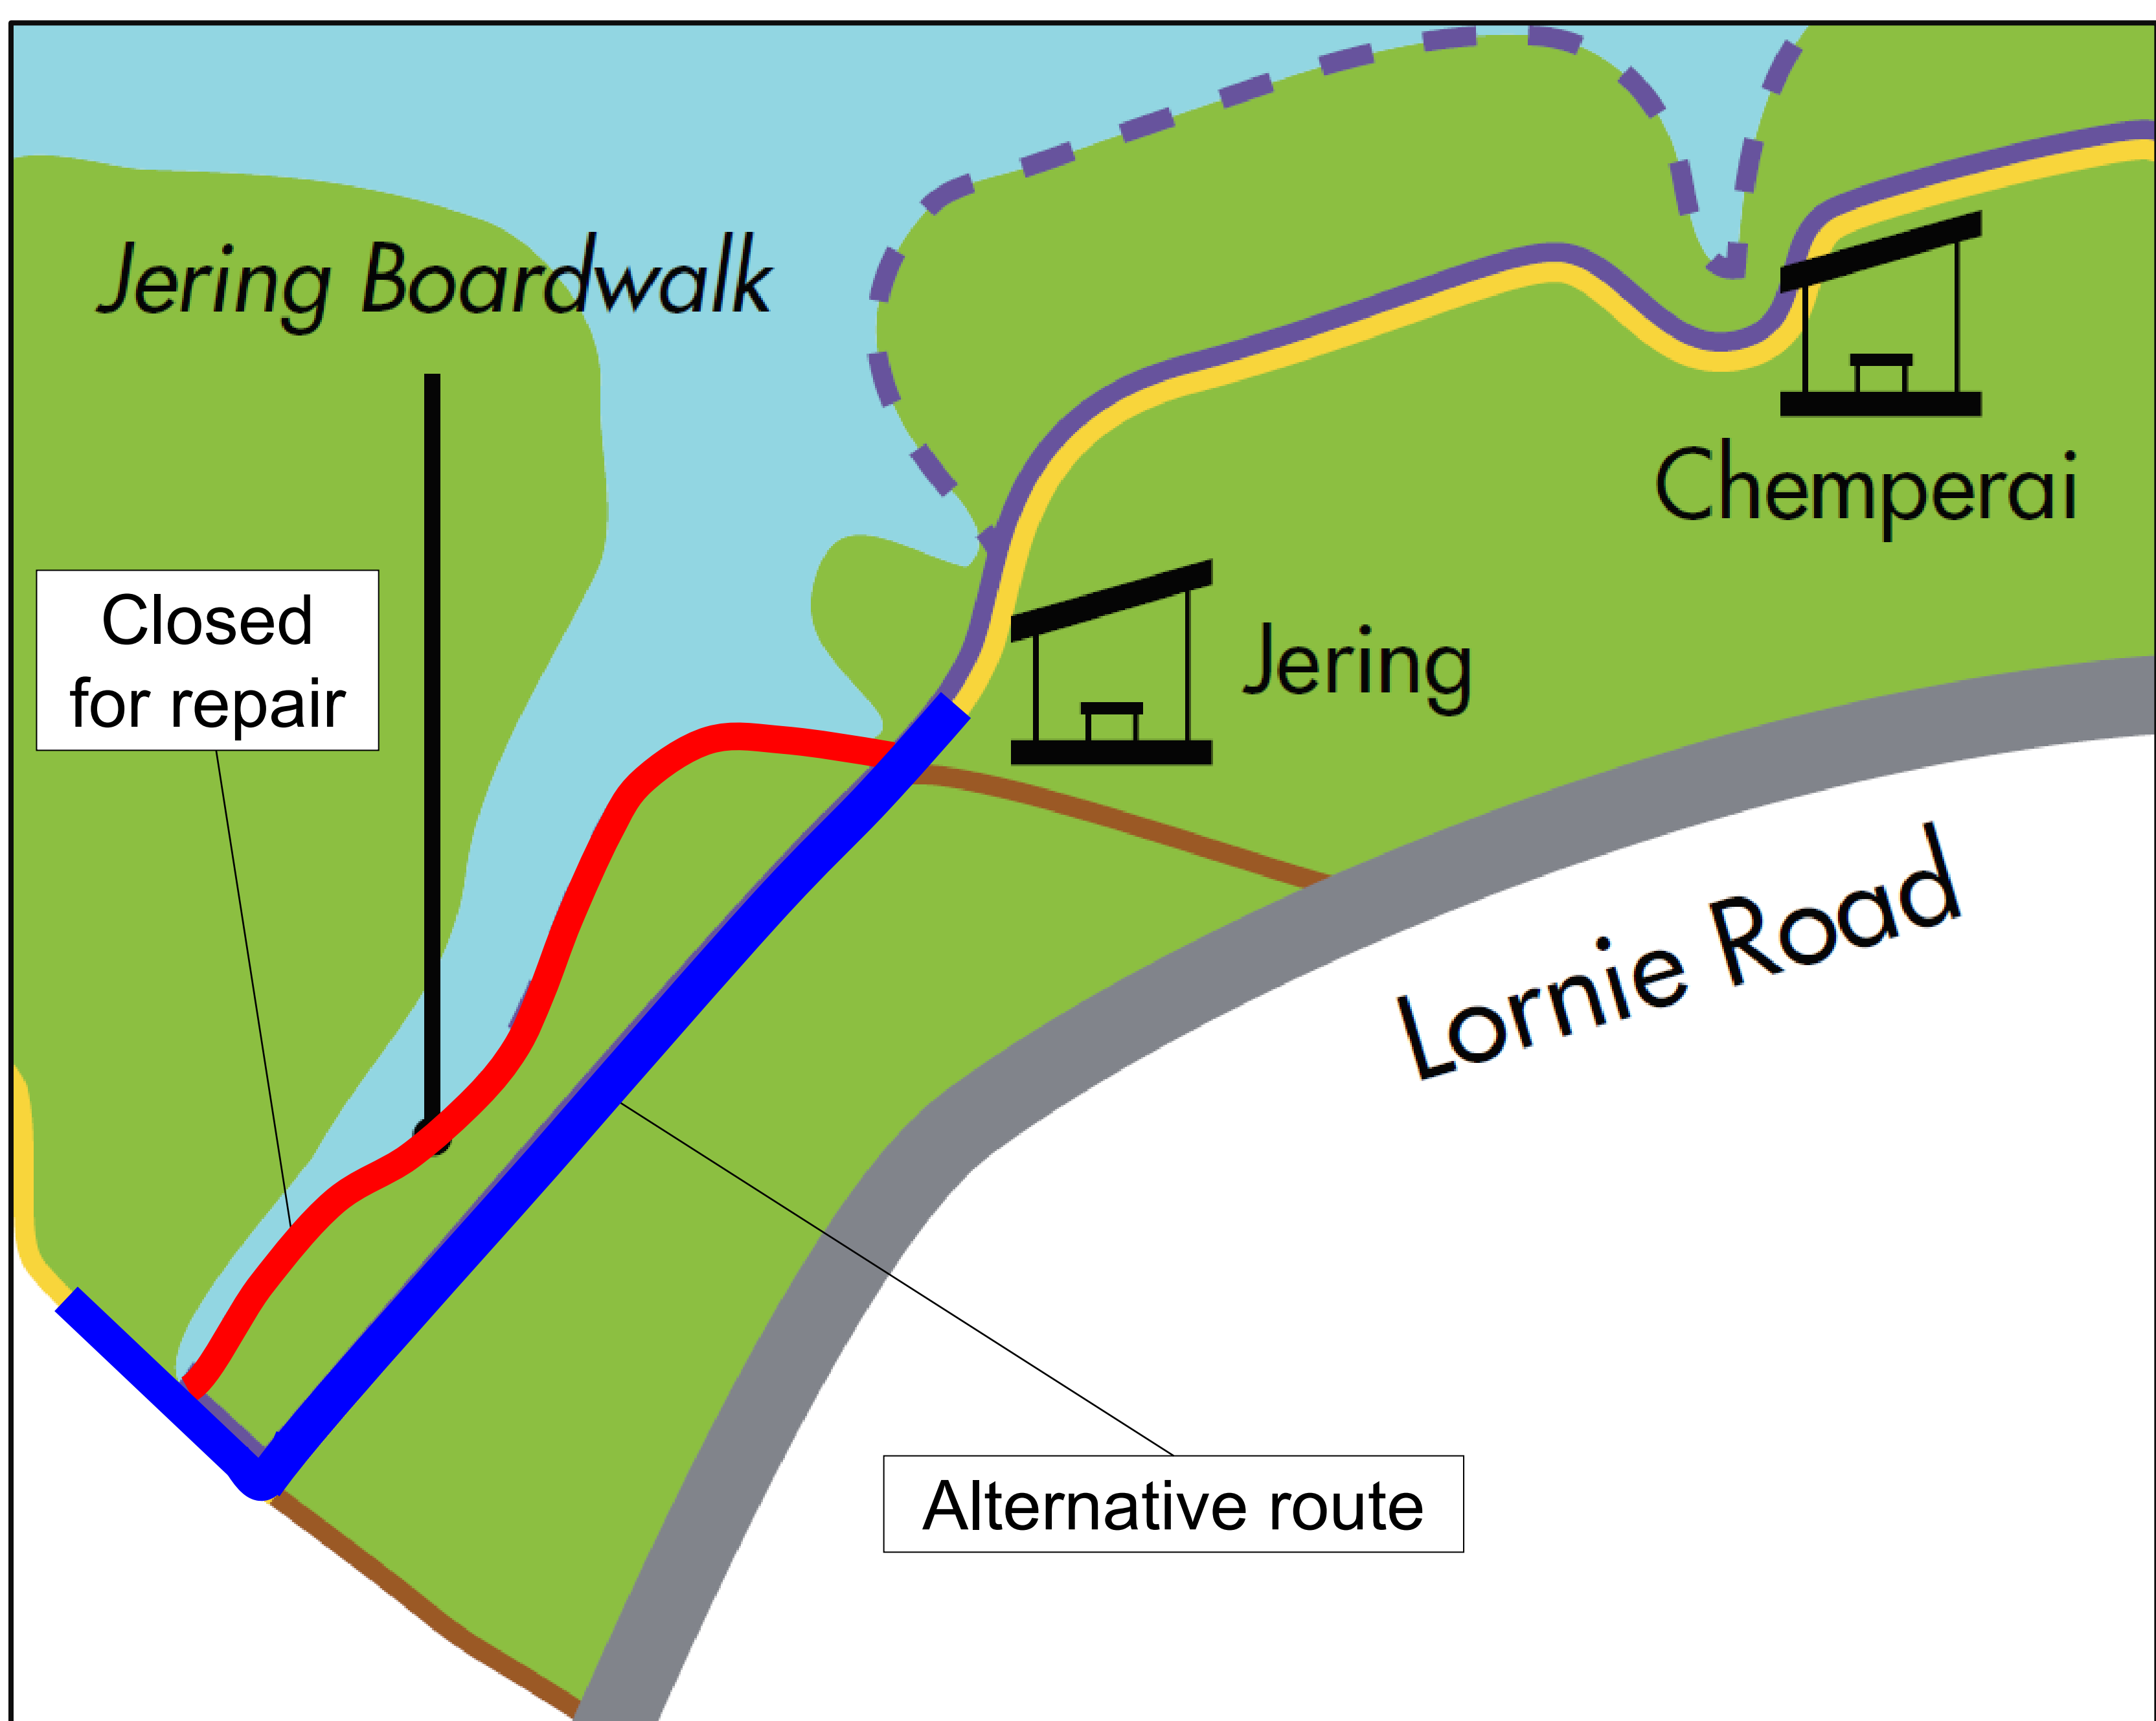 Jering Boardwalk
Chemperai
Closed
for repair
Jering
Lornie Road
Alternative route